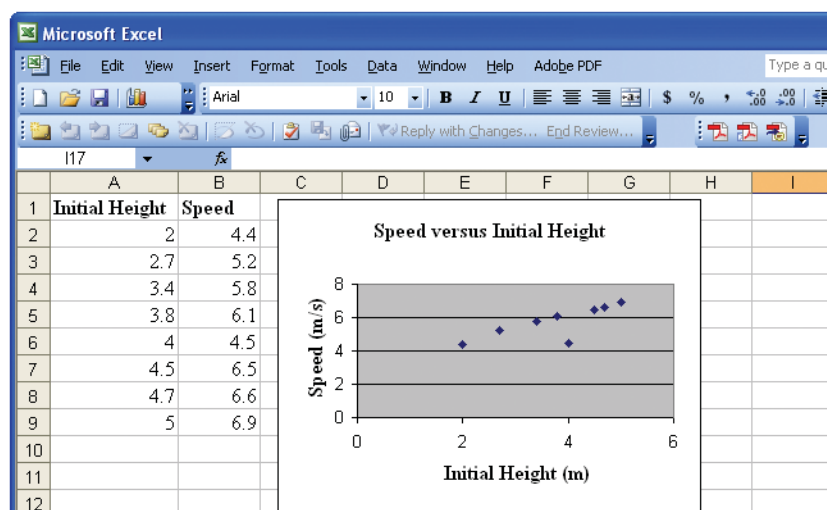 Microsoft Excel
File Edit View Insert Format Tools Data Window Help Adobe PDF Type a qu
Arial 10 B I U $ % , .00 .00
Reply with Changes... End Review...
I17 fx
A B C D E F G H I
1 Initial Height Speed
2 2 4.4
3 2.7 5.2
4 3.4 5.8
5 3.8 6.1
6 4 4.5
7 4.5 6.5
8 4.7 6.6
9 5 6.9
10
11
12
Speed versus Initial Height
Speed (m/s)
8
6
4
2
0
0 2 4 6
Initial Height (m)